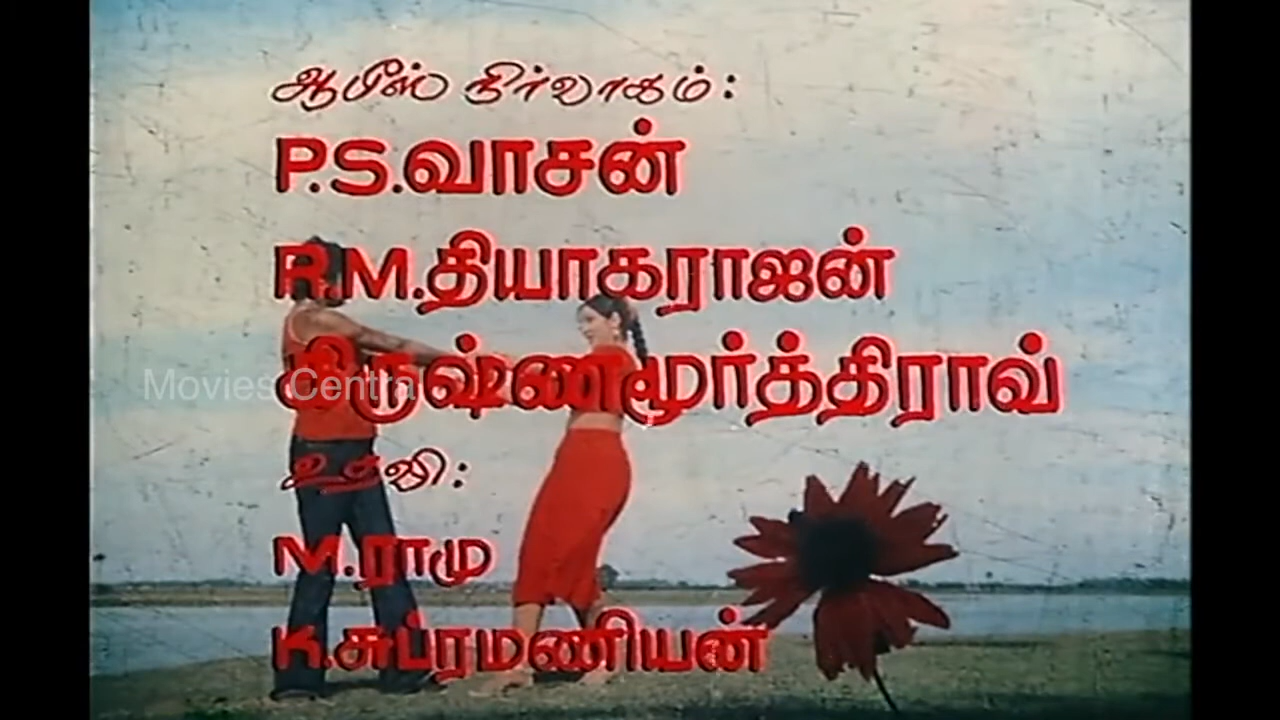 ஆபீஸ் நிர்வாகம்:
P.S.வாசன்
R.M.தியாகராஜன்
கிருஷ்ணமூர்த்திராவ்
Movies Central
உதவி:
M.ராமு
K.சுப்ரமணியன்